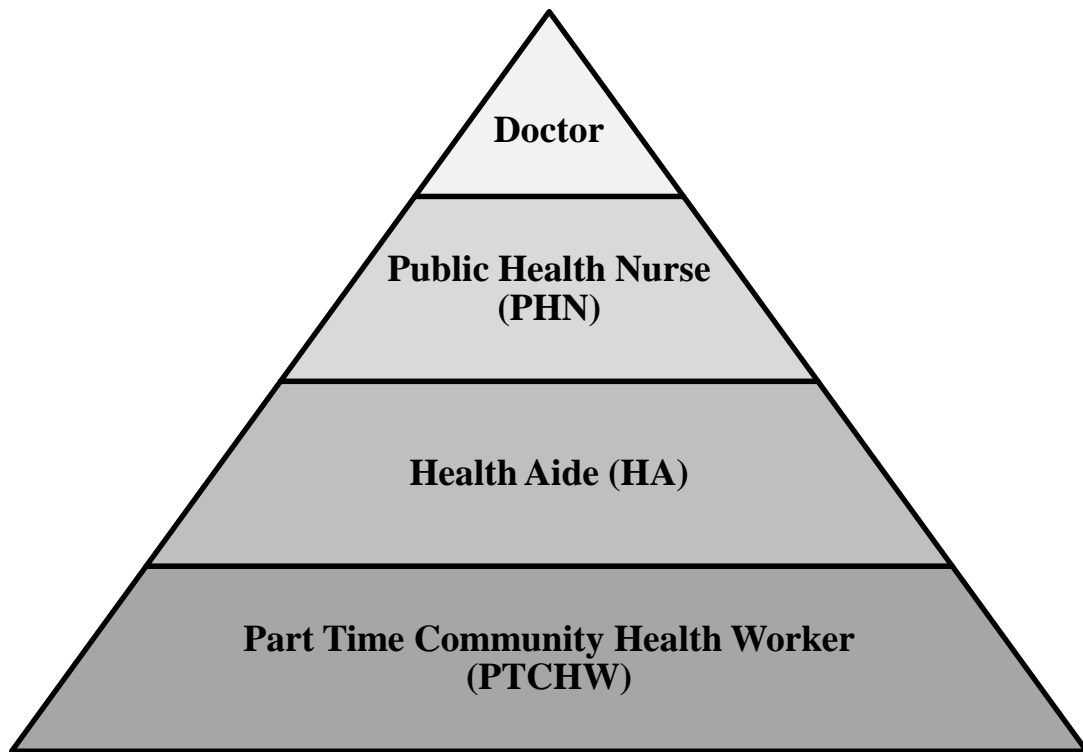 Doctor
Public Health Nurse
(PHN)
Health Aide (HA)
Part Time Community Health Worker
(PTCHW)